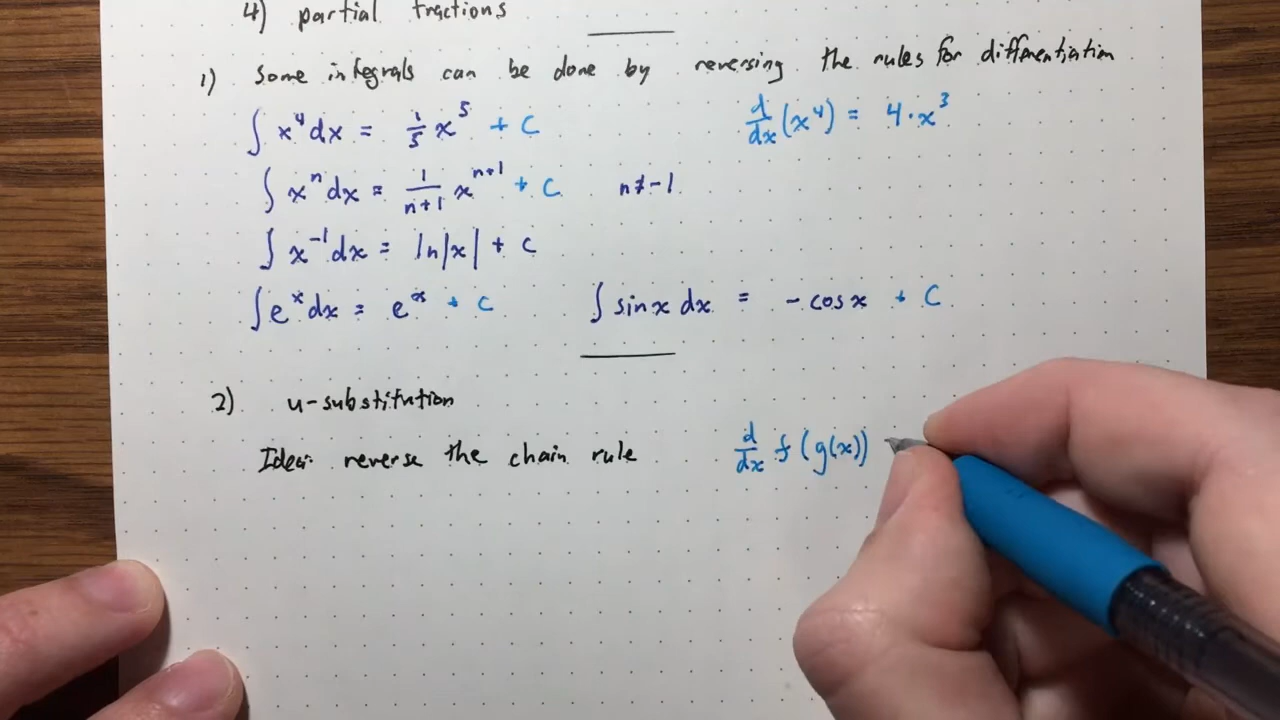 4) partial fractions
1) Some integrals can be done by reversing the rules for differentiation
∫ x⁴ dx = 1/5 x⁵ + C    d/dx (x⁴) = 4·x³
∫ xⁿ dx = 1/(n+1) xⁿ⁺¹ + C    n ≠ -1
∫ x⁻¹ dx = ln|x| + C
∫ eˣ dx = eˣ + C    ∫ sin x dx = - cos x + C
2) u-substitution
Idea: reverse the chain rule    d/dx f(g(x))